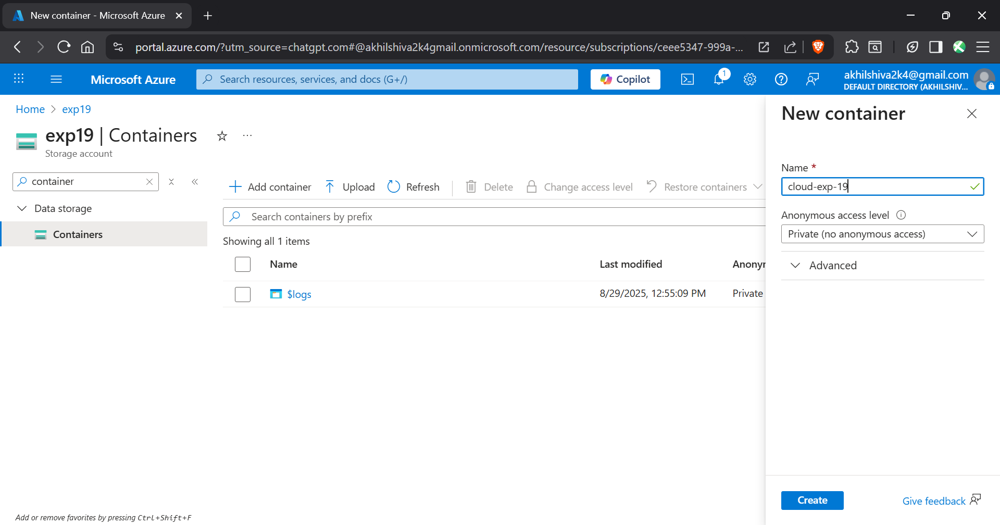 New container - Microsoft Azure
portal.azure.com/?utm_source=chatgpt.com#@akhilshiva2k4gmail.onmicrosoft.com/resource/subscriptions/ceee5347-999a-...
Microsoft Azure
Search resources, services, and docs (G+/)
Copilot
1
akhilshiva2k4@gmail.com
DEFAULT DIRECTORY (AKHILSHIV...
Home > exp19
exp19 | Containers
Storage account
container
Data storage
Containers
Add container
Upload
Refresh
Delete
Change access level
Restore containers
Search containers by prefix
Showing all 1 items
Name Last modified Anonyr
$logs 8/29/2025, 12:55:09 PM Private
Add or remove favorites by pressing Ctrl+Shift+F
New container
Name *
cloud-exp-19
Anonymous access level
Private (no anonymous access)
Advanced
Create
Give feedback